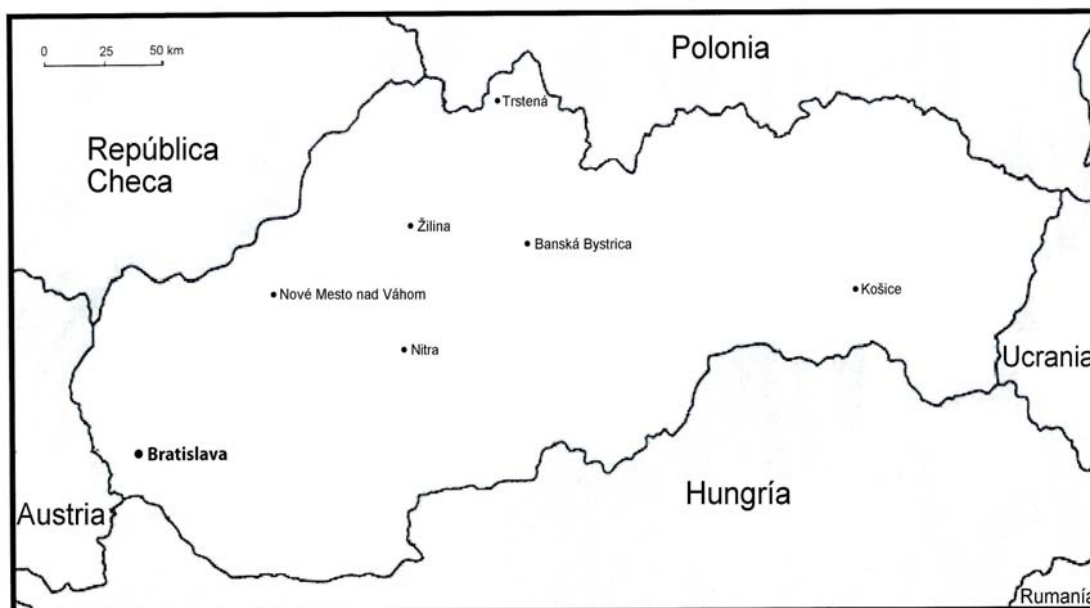 0 25 50 km
Polonia
Trstená
República
Checa
Žilina
Banská Bystrica
Nové Mesto nad Váhom
Košice
Nitra
Ucrania
Bratislava
Hungría
Austria
Rumanía